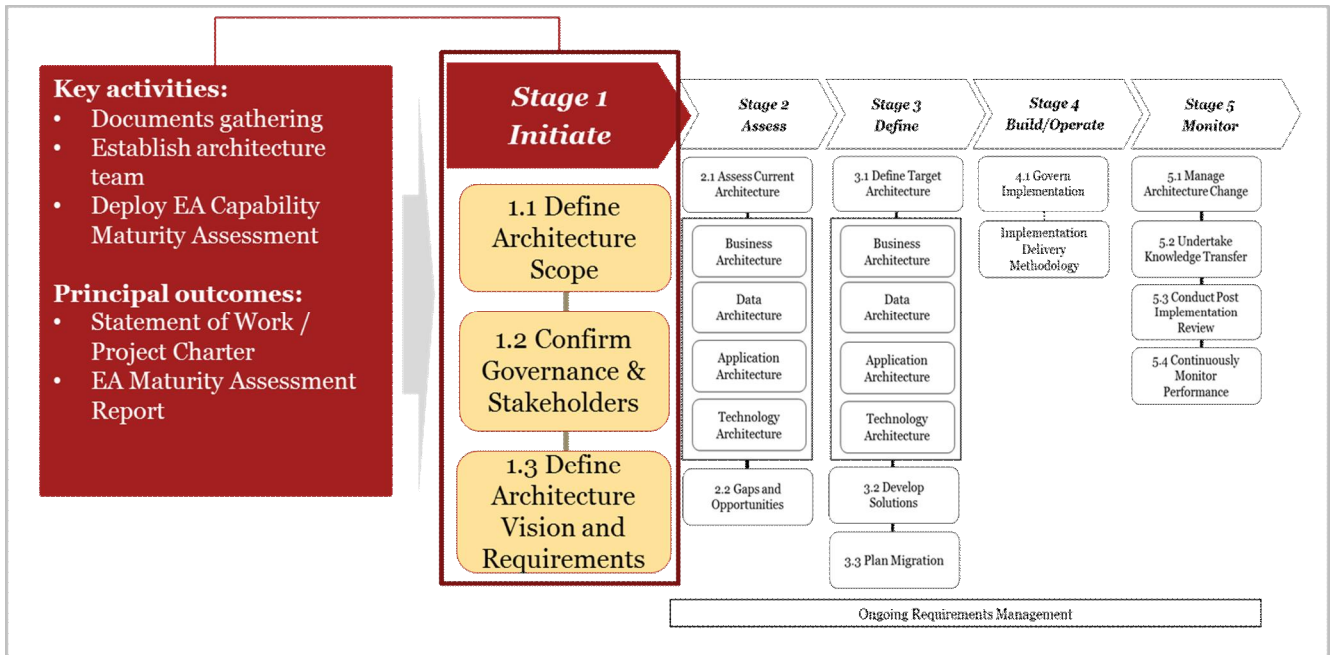 Key activities:
• Documents gathering
• Establish architecture
team
• Deploy EA Capability
Maturity Assessment
Principal outcomes:
• Statement of Work /
Project Charter
• EA Maturity Assessment
Report
Stage 1
Initiate
1.1 Define
Architecture
Scope
1.2 Confirm
Governance &
Stakeholders
1.3 Define
Architecture
Vision and
Requirements
Stage 2
Assess
2.1 Assess Current
Architecture
Business
Architecture
Data
Architecture
Application
Architecture
Technology
Architecture
2.2 Gaps and
Opportunities
Stage 3
Define
3.1 Define Target
Architecture
Business
Architecture
Data
Architecture
Application
Architecture
Technology
Architecture
3.2 Develop
Solutions
3.3 Plan Migration
Stage 4
Build/Operate
4.1 Govern
Implementation
Implementation
Delivery
Methodology
Stage 5
Monitor
5.1 Manage
Architecture Change
5.2 Undertake
Knowledge Transfer
5.3 Conduct Post
Implementation
Review
5.4 Continuously
Monitor
Performance
Ongoing Requirements Management